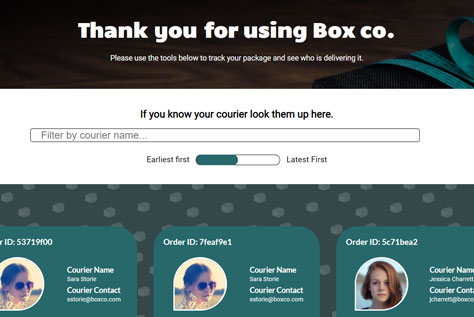 Thank you for using Box co.
Please use the tools below to track your package and see who is delivering it.
If you know your courier look them up here.
Filter by courier name...
Earliest first Latest First
er ID: 53719f00
Courier Name
Sara Storie
Courier Contact
sstorie@boxco.com
Order ID: 7feaf9e1
Courier Name
Sara Storie
Courier Contact
sstorie@boxco.com
Order ID: 5c71bea2
Courier Name
Jessica Charrett
Courier Contact
jcharrett@boxco